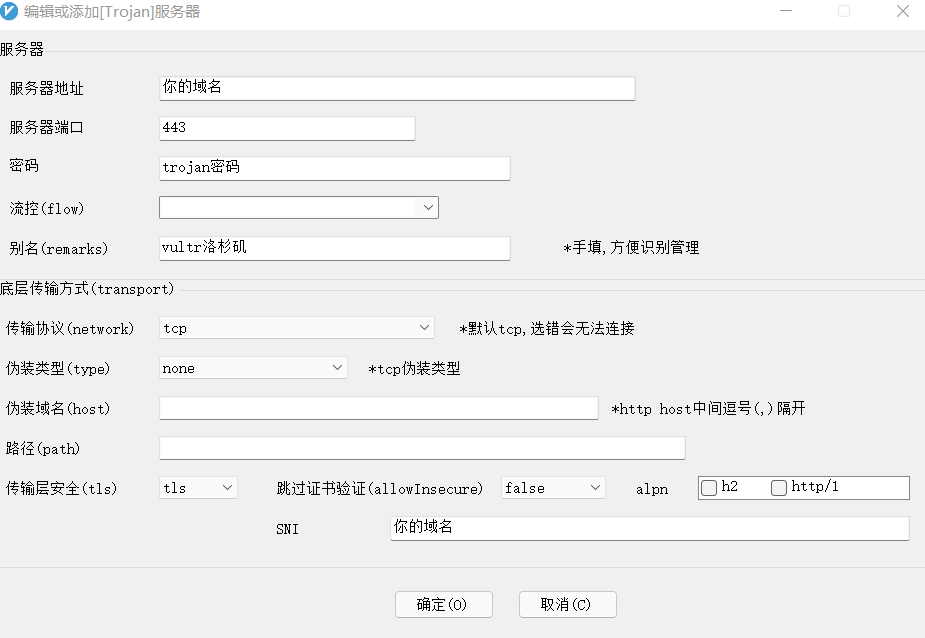 编辑或添加[Trojan]服务器
服务器
服务器地址 你的域名
服务器端口 443
密码 trojan密码
流控(flow)
别名(remarks) vultr洛杉矶 *手填,方便识别管理
底层传输方式(transport)
传输协议(network) tcp *默认tcp,选错会无法连接
伪装类型(type) none *tcp伪装类型
伪装域名(host) *http host中间逗号(,)隔开
路径(path)
传输层安全(tls) tls 跳过证书验证(allowInsecure) false alpn h2 http/1
SNI 你的域名
确定(O) 取消(C)